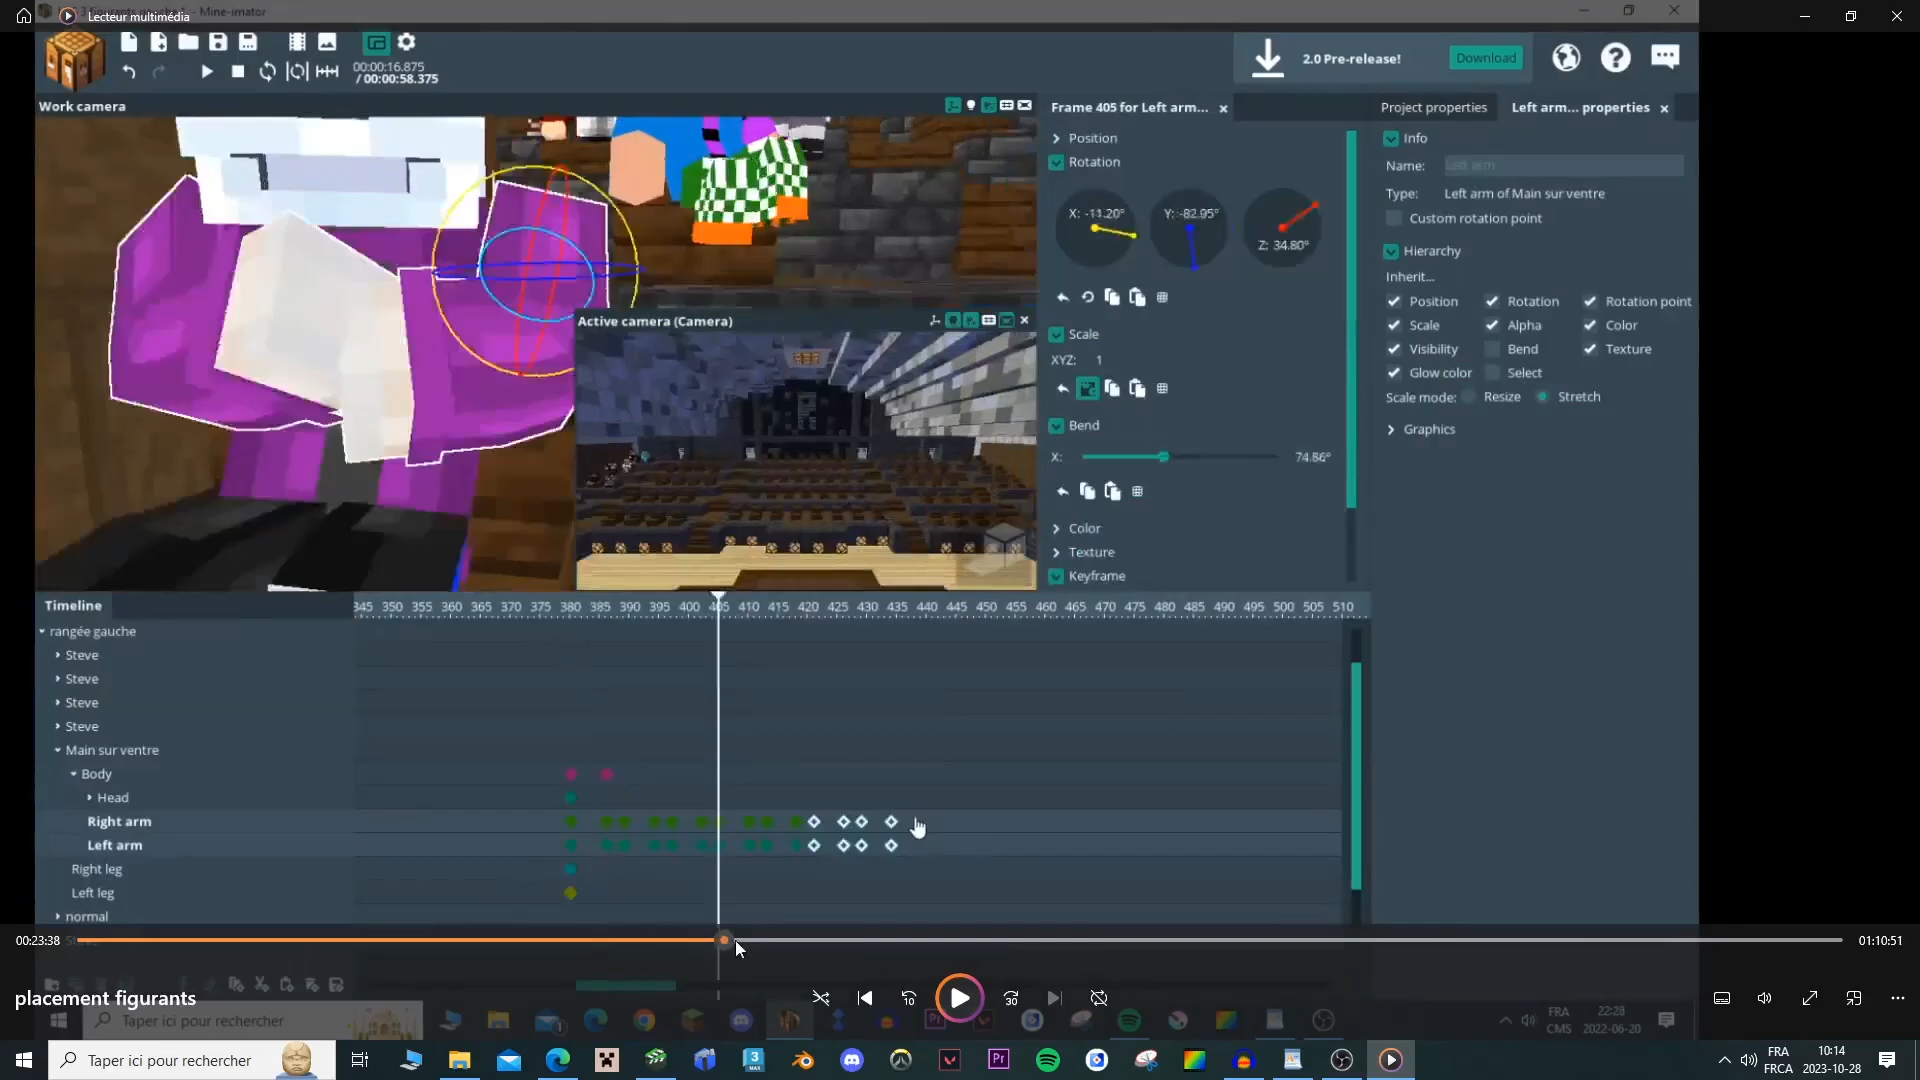 Lecteur multimédia
- Mine-imator
00:00:16.875
/ 00:00:58.375
2.0 Pre-release!
Download
Work camera
Frame 405 for Left arm...
Project properties
Left arm... properties
Position
Rotation
X: -11.20°
Y: -82.95°
Z: 34.80°
Scale
XYZ: 1
Bend
X:
74.86°
Color
Texture
Keyframe
Info
Name: Left arm
Type: Left arm of Main sur ventre
Custom rotation point
Hierarchy
Inherit...
Position Rotation Rotation point
Scale Alpha Color
Visibility Bend Texture
Glow color Select
Scale mode: Resize Stretch
Graphics
Active camera (Camera)
Timeline
345 350 355 360 365 370 375 380 385 390 395 400 405 410 415 420 425 430 435 440 445 450 455 460 465 470 475 480 485 490 495 500 505 510
rangée gauche
Steve
Steve
Steve
Steve
Main sur ventre
Body
Head
Right arm
Left arm
Right leg
Left leg
normal
00:23:38
01:10:51
placement figurants
10
30
Taper ici pour rechercher
FRA
CMS
22:28
2022-06-20
Taper ici pour rechercher
3
MAX
Pr
FRA
FRCA
10:14
2023-10-28